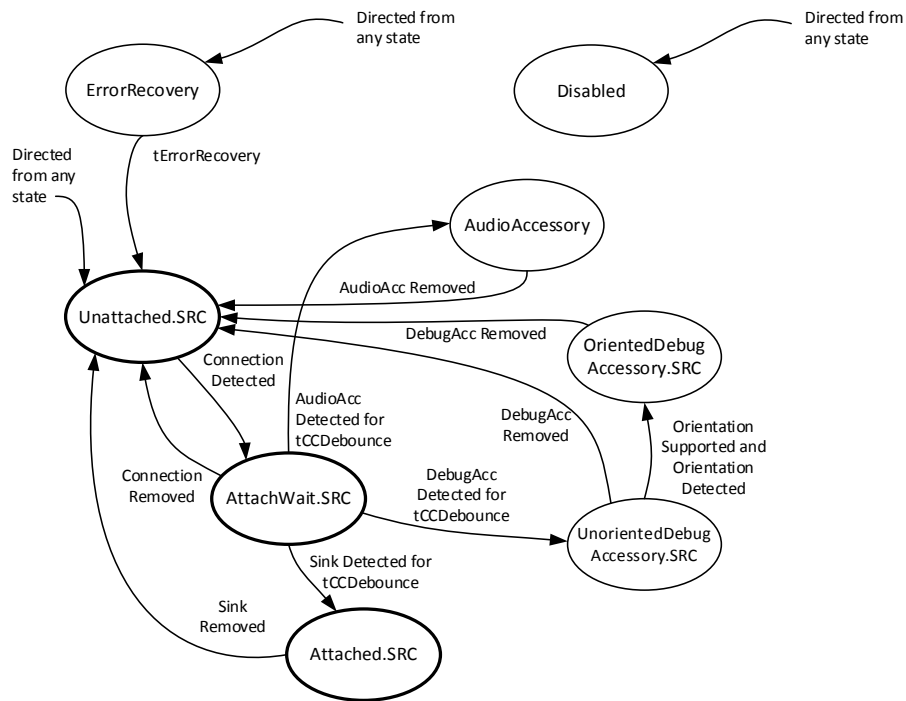 Directed from
any state
Directed from
any state
ErrorRecovery
Disabled
tErrorRecovery
Directed
from any
state
AudioAccessory
AudioAcc Removed
Unattached.SRC
DebugAcc Removed
OrientedDebug
Accessory.SRC
Connection
Detected
AudioAcc
Detected for
tCCDebounce
DebugAcc
Removed
Orientation
Supported and
Orientation
Detected
Connection
Removed
AttachWait.SRC
DebugAcc
Detected for
tCCDebounce
UnorientedDebug
Accessory.SRC
Sink Detected for
tCCDebounce
Sink
Removed
Attached.SRC